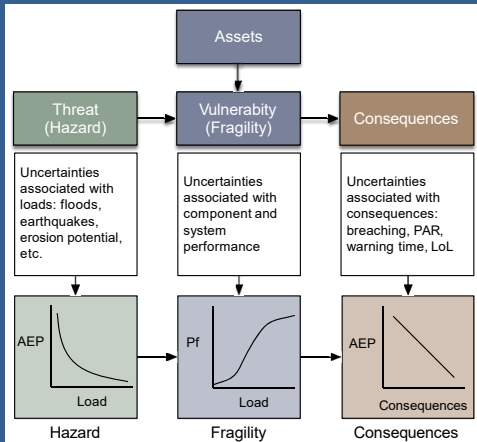 Assets
Threat
(Hazard)
Vulnerabity
(Fragility)
Consequences
Uncertainties
associated with
loads: floods,
earthquakes,
erosion potential,
etc.
Uncertainties
associated with
component and
system
performance
Uncertainties
associated with
consequences:
breaching, PAR,
warning time, LoL
AEP
Load
Pf
Load
AEP
Consequences
Hazard
Fragility
Consequences